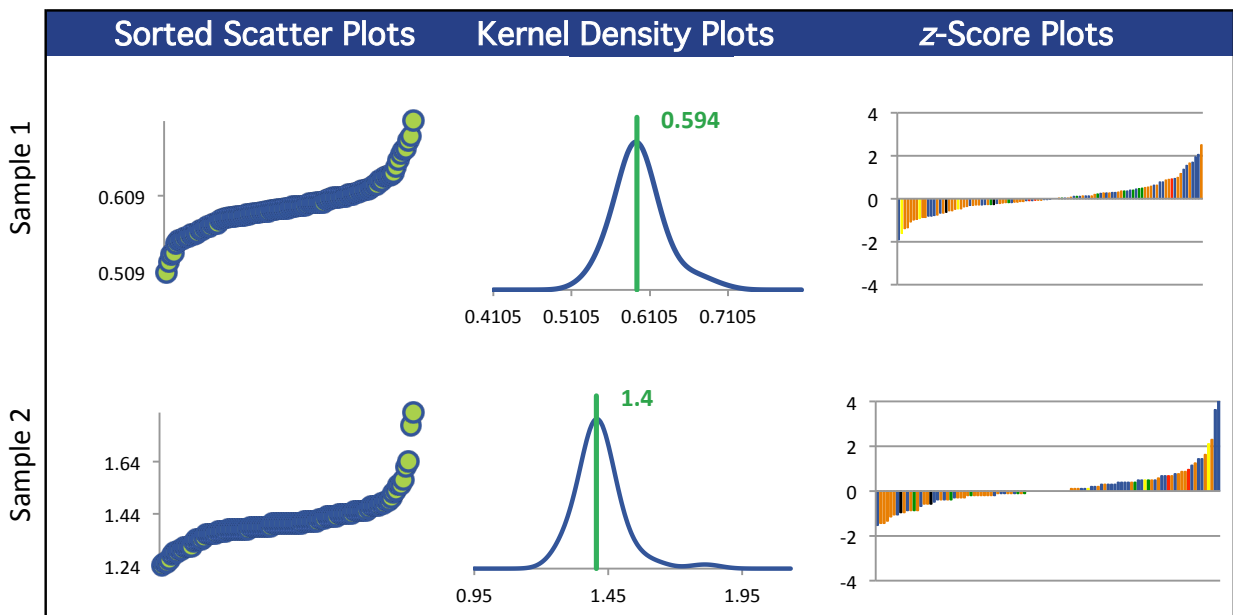 Sorted Scatter Plots
Kernel Density Plots
z-Score Plots
Sample 1
0.609
0.509
0.594
0.4105 0.5105 0.6105 0.7105
4
2
0
-2
-4
Sample 2
1.64
1.44
1.24
1.4
0.95 1.45 1.95
4
2
0
-2
-4